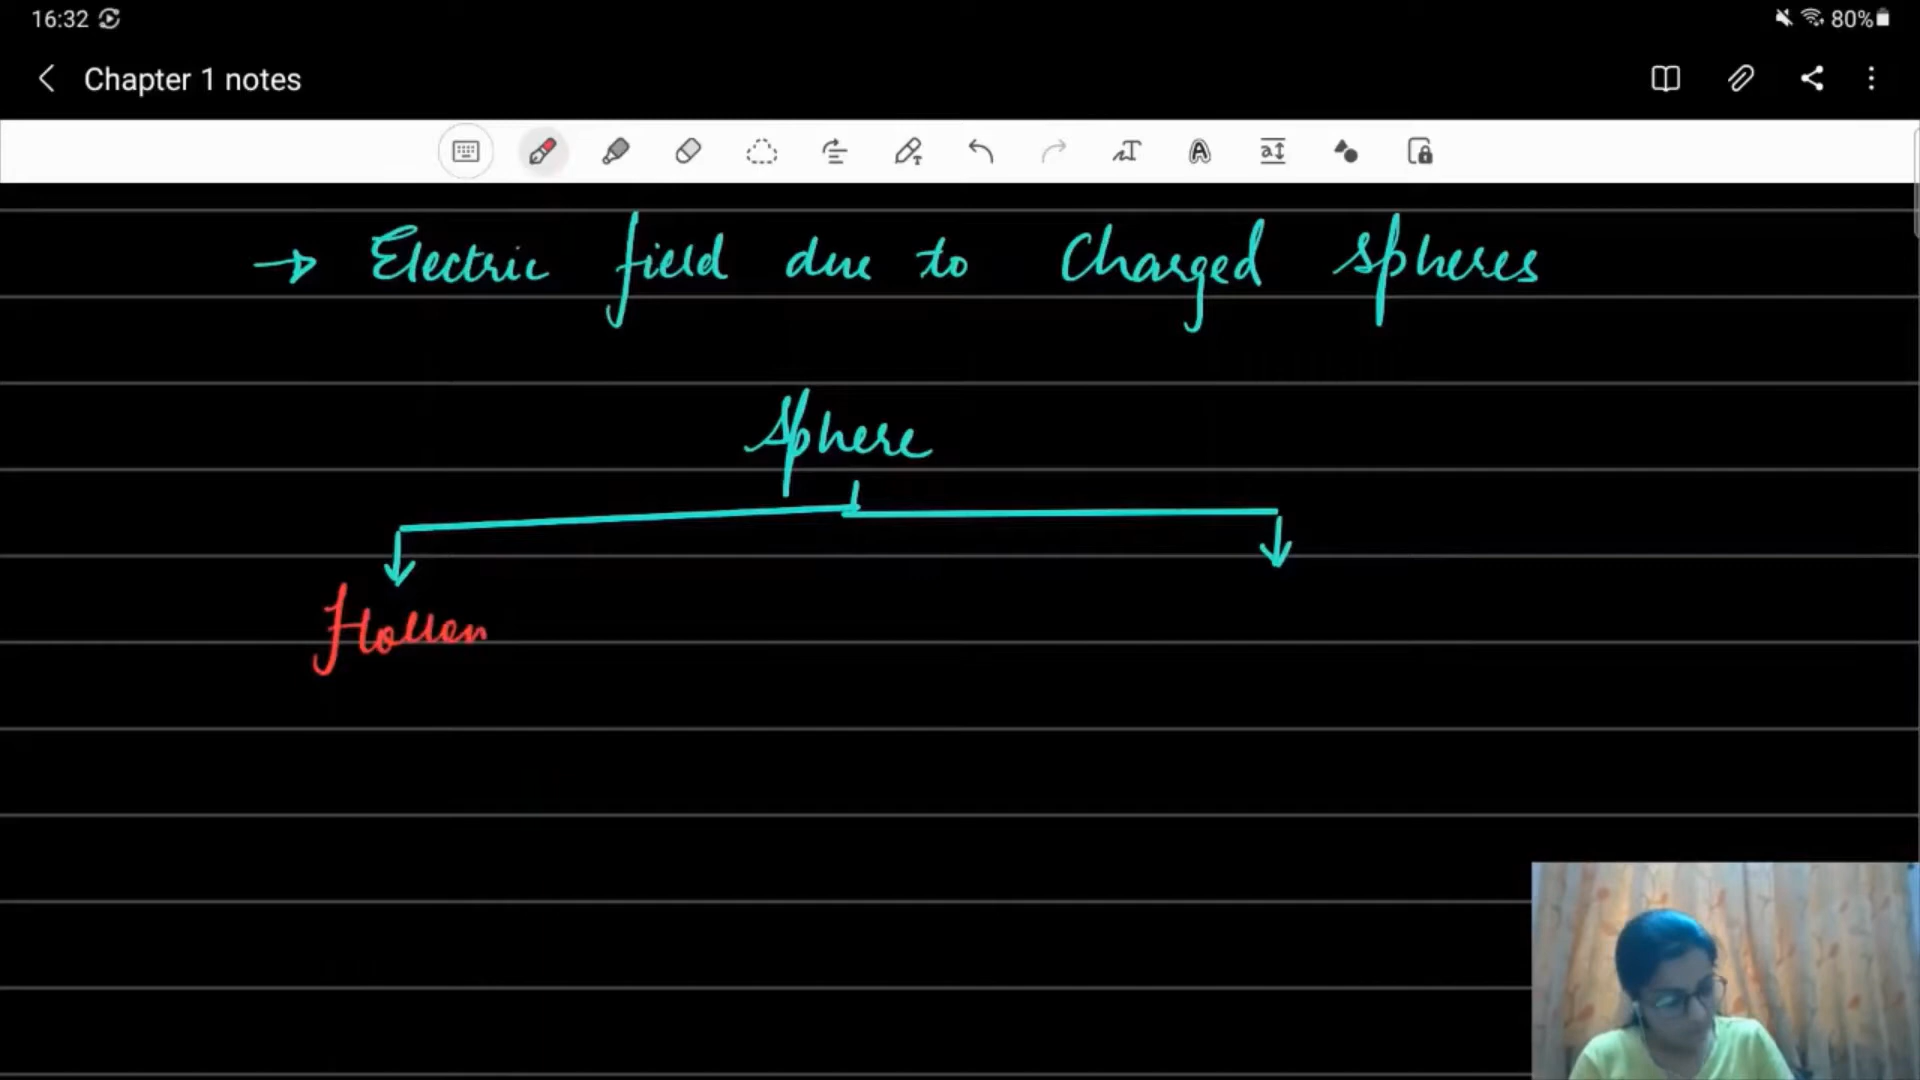 16:32 80%
Chapter 1 notes
→ Electric field due to Charged spheres
Sphere
Hollow